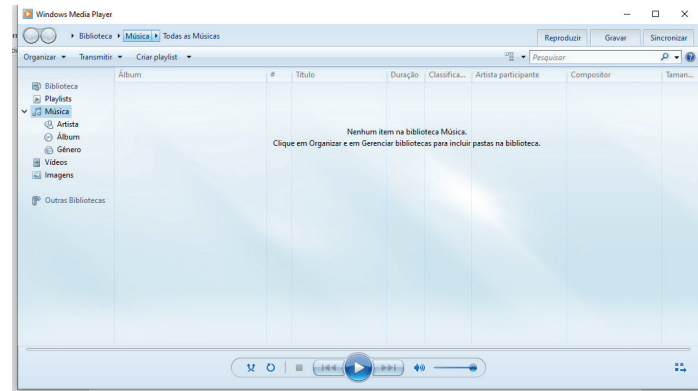 Windows Media Player
Biblioteca Música Todas as Músicas
Reproduzir Gravar Sincronizar
Organizar Transmitir Criar playlist
Pesquisar
Álbum # Título Duração Classifica... Artista participante Compositor Taman...
Biblioteca
Playlists
Música
Artista
Álbum
Gênero
Vídeos
Imagens
Outras Bibliotecas
Nenhum item na biblioteca Música.
Clique em Organizar e em Gerenciar bibliotecas para incluir pastas na biblioteca.